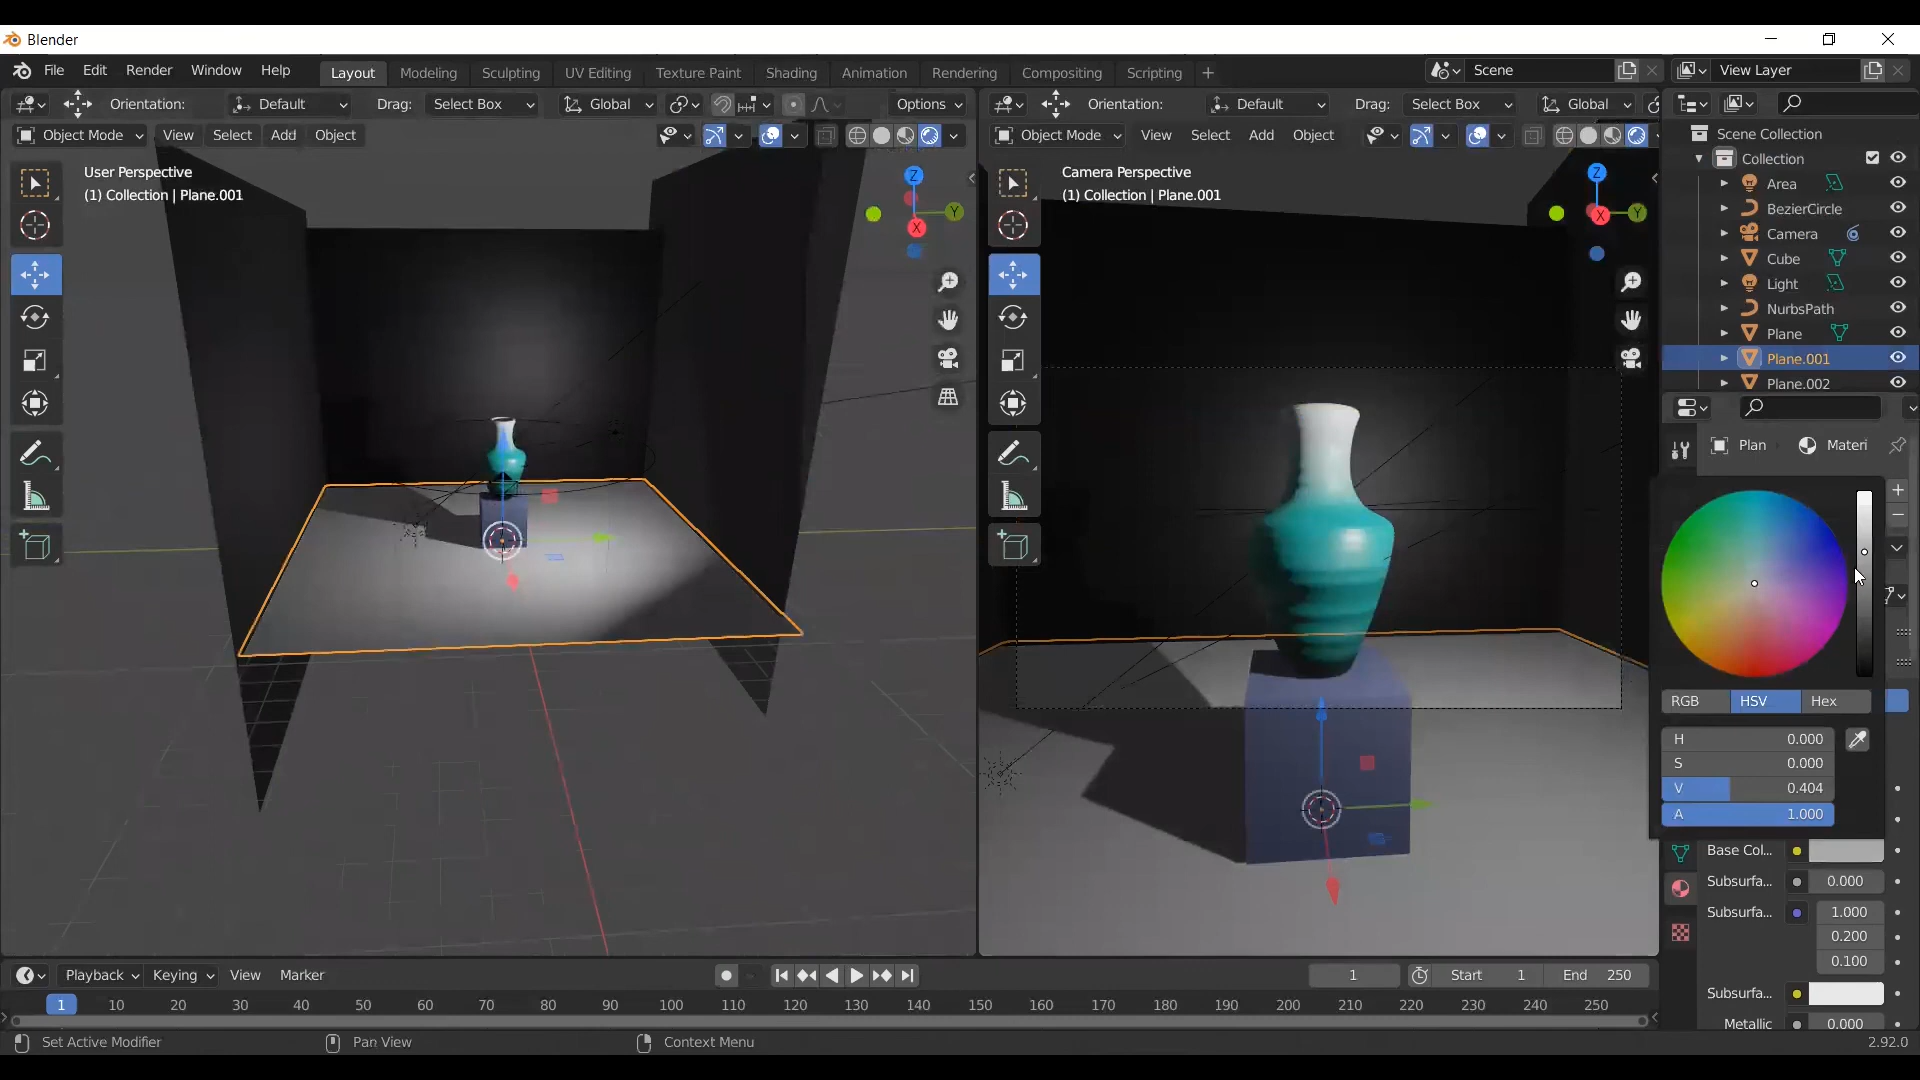 Blender
File Edit Render Window Help Layout Modeling Sculpting UV Editing Texture Paint Shading Animation Rendering Compositing Scripting + Scene View Layer
Orientation: Default Drag: Select Box Global Options
Orientation: Default Drag: Select Box Global
Object Mode View Select Add Object
Object Mode View Select Add Object
User Perspective
(1) Collection | Plane.001
Camera Perspective
(1) Collection | Plane.001
Z
Y
X
Z
Y
X
Scene Collection
Collection
Area
BezierCircle
Camera
Cube
Light
NurbsPath
Plane
Plane.001
Plane.002
Plan Materi
RGB HSV Hex
H 0.000
S 0.000
V 0.404
A 1.000
Base Col...
Subsurfa... 0.000
Subsurfa... 1.000
0.200
0.100
Subsurfa...
Metallic 0.000
Playback Keying View Marker 1 Start 1 End 250
1 10 20 30 40 50 60 70 80 90 100 110 120 130 140 150 160 170 180 190 200 210 220 230 240 250
Set Active Modifier Pan View Context Menu 2.92.0